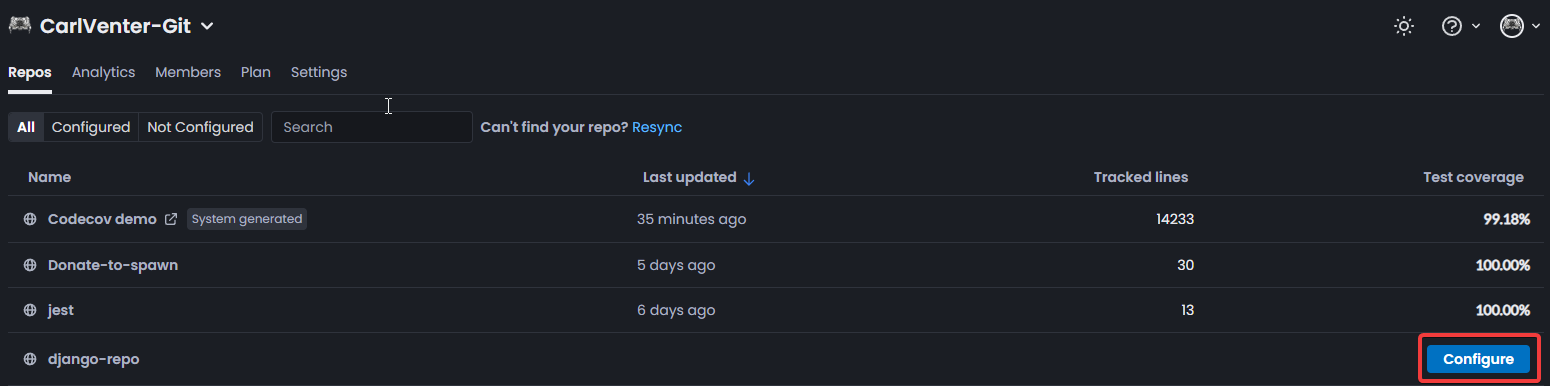 CarlVenter-Git
Repos Analytics Members Plan Settings
All Configured Not Configured Search Can't find your repo? Resync
Name Last updated Tracked lines Test coverage
Codecov demo System generated 35 minutes ago 14233 99.18%
Donate-to-spawn 5 days ago 30 100.00%
jest 6 days ago 13 100.00%
django-repo Configure